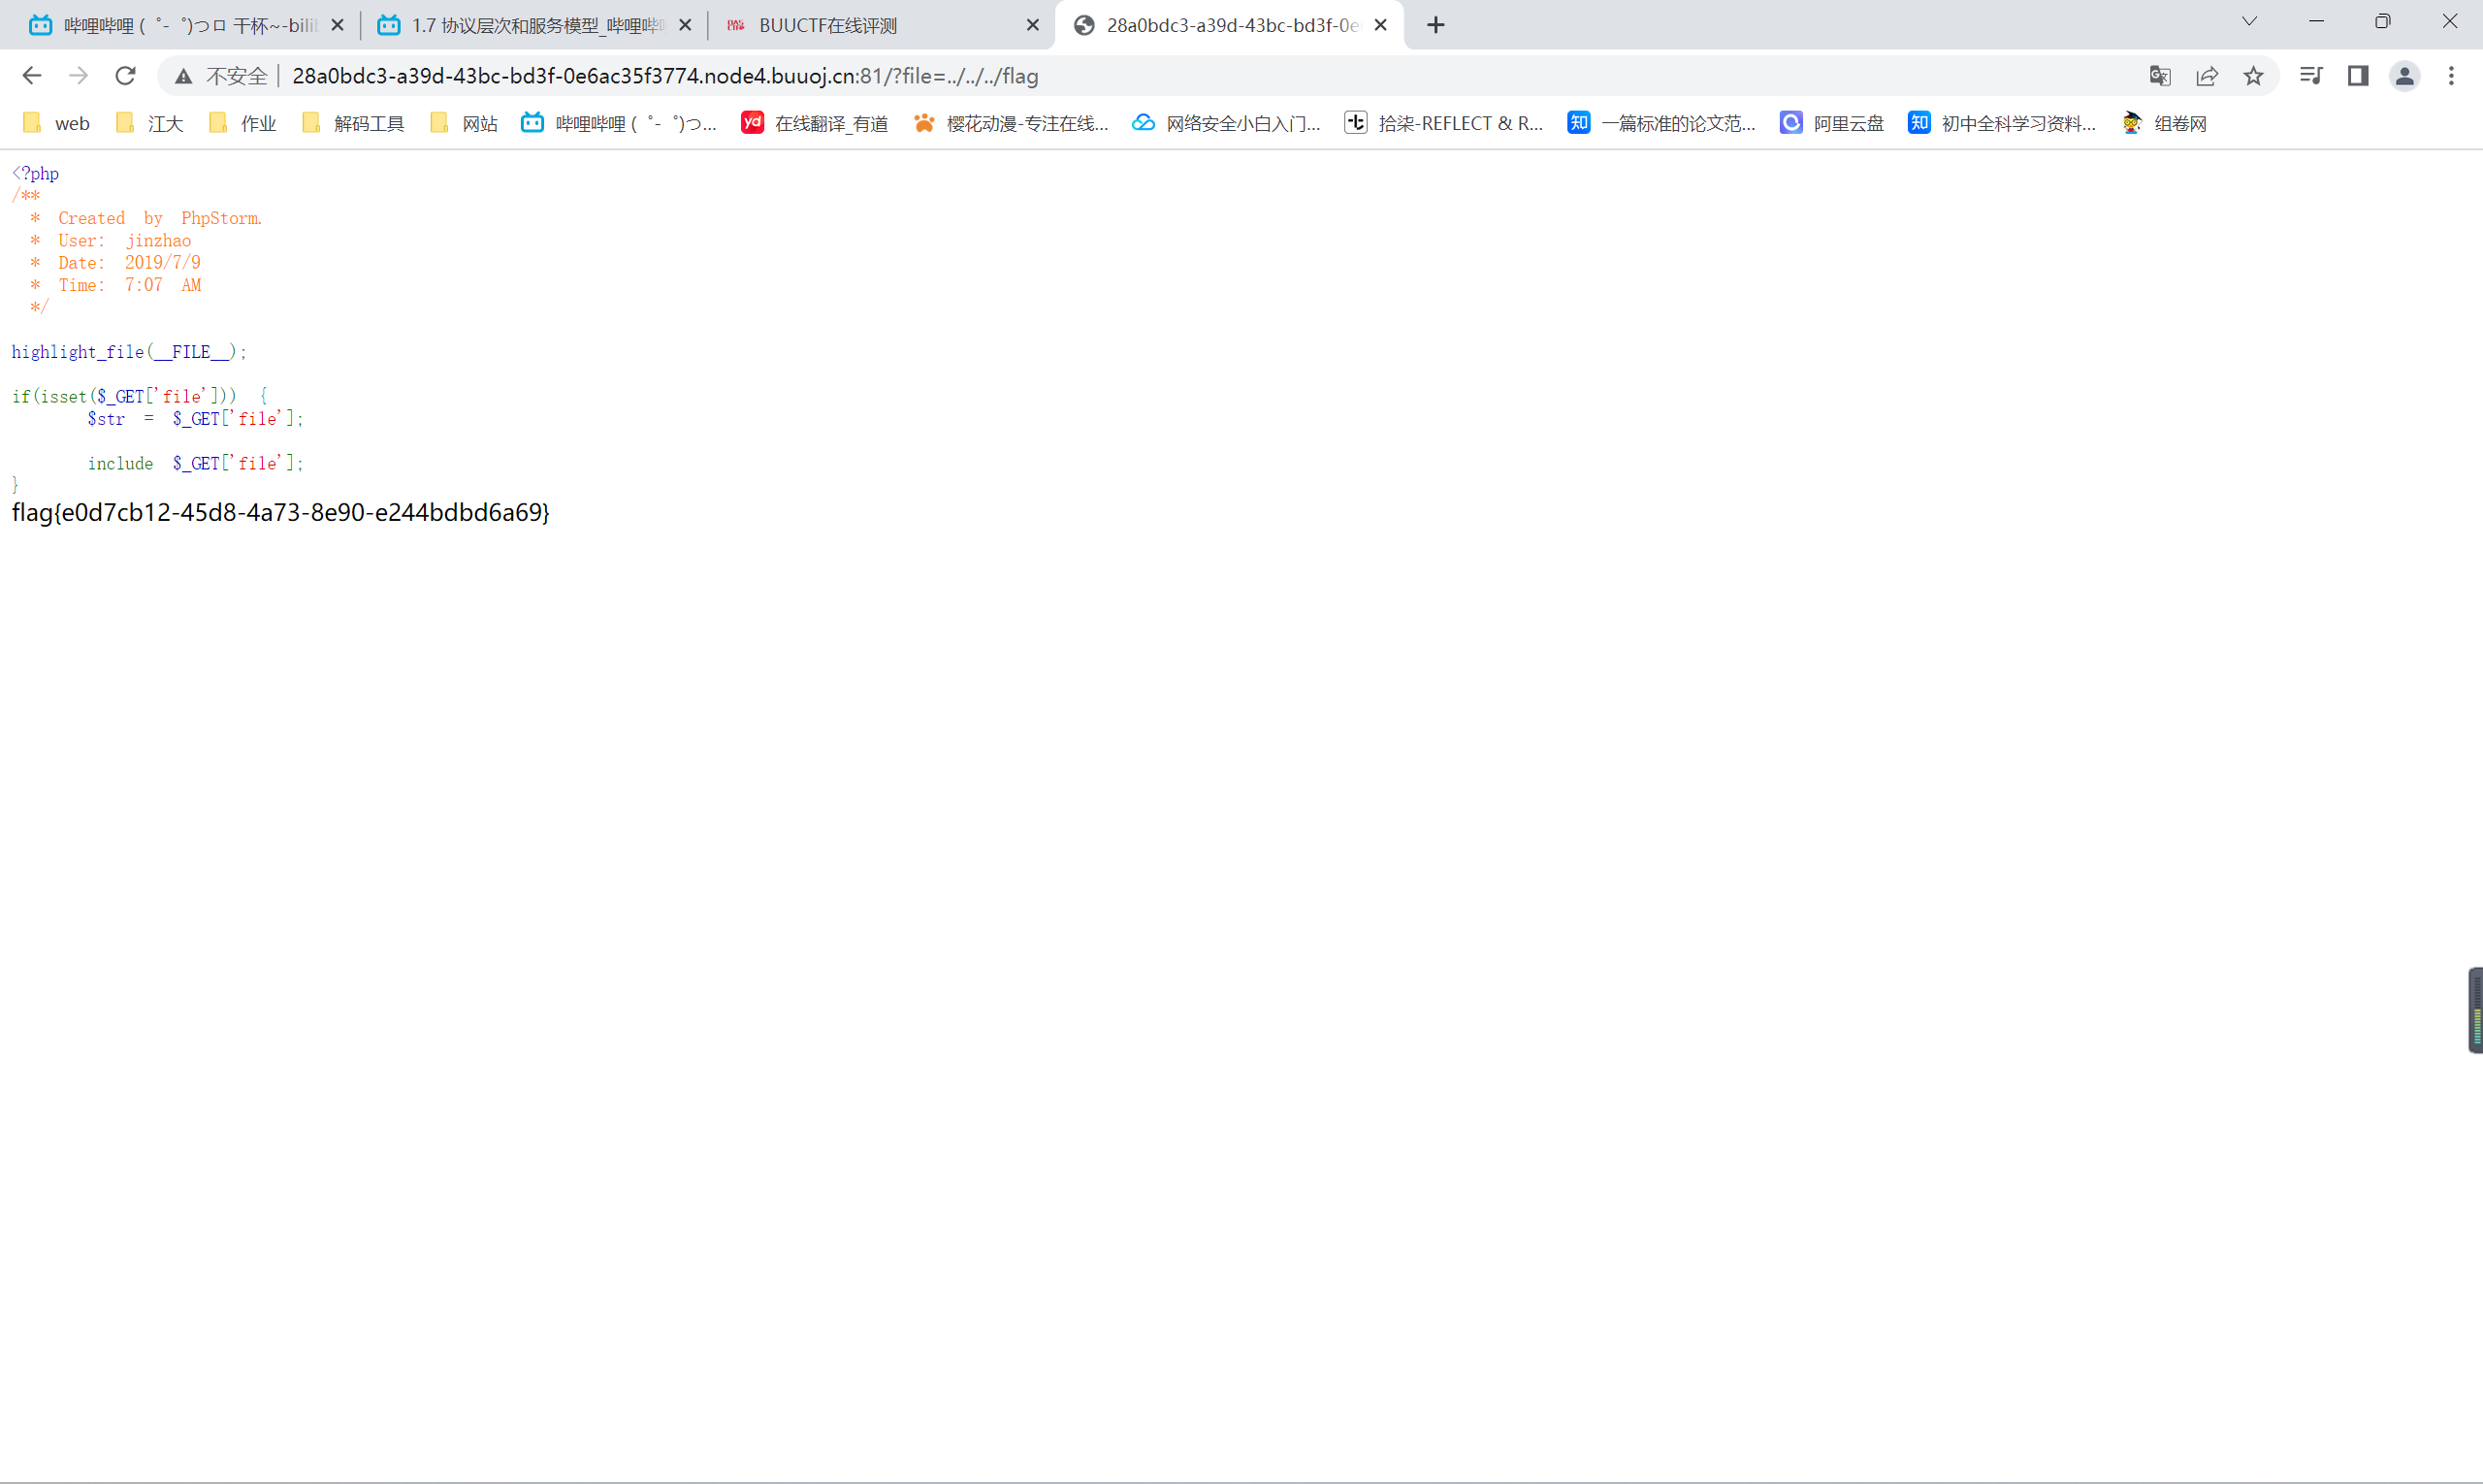 哔哩哔哩 (゜-゜)つロ 干杯~-bili
1.7 协议层次和服务模型_哔哩哔
BUUCTF在线评测
28a0bdc3-a39d-43bc-bd3f-0e
不安全 28a0bdc3-a39d-43bc-bd3f-0e6ac35f3774.node4.buuoj.cn:81/?file=../../../flag
web 江大 作业 解码工具 网站 哔哩哔哩 (゜-゜)つ... yd 在线翻译_有道 樱花动漫-专注在线... 网络安全小白入门... 拾柒-REFLECT & R... 知 一篇标准的论文范... 阿里云盘 知 初中全科学习资料... 组卷网
<?php
/**
 * Created by PhpStorm.
 * User: jinzhao
 * Date: 2019/7/9
 * Time: 7:07 AM
 */
highlight_file(__FILE__);
if(isset($_GET['file'])) {
    $str = $_GET['file'];
    include $_GET['file'];
}
flag{e0d7cb12-45d8-4a73-8e90-e244bdbd6a69}